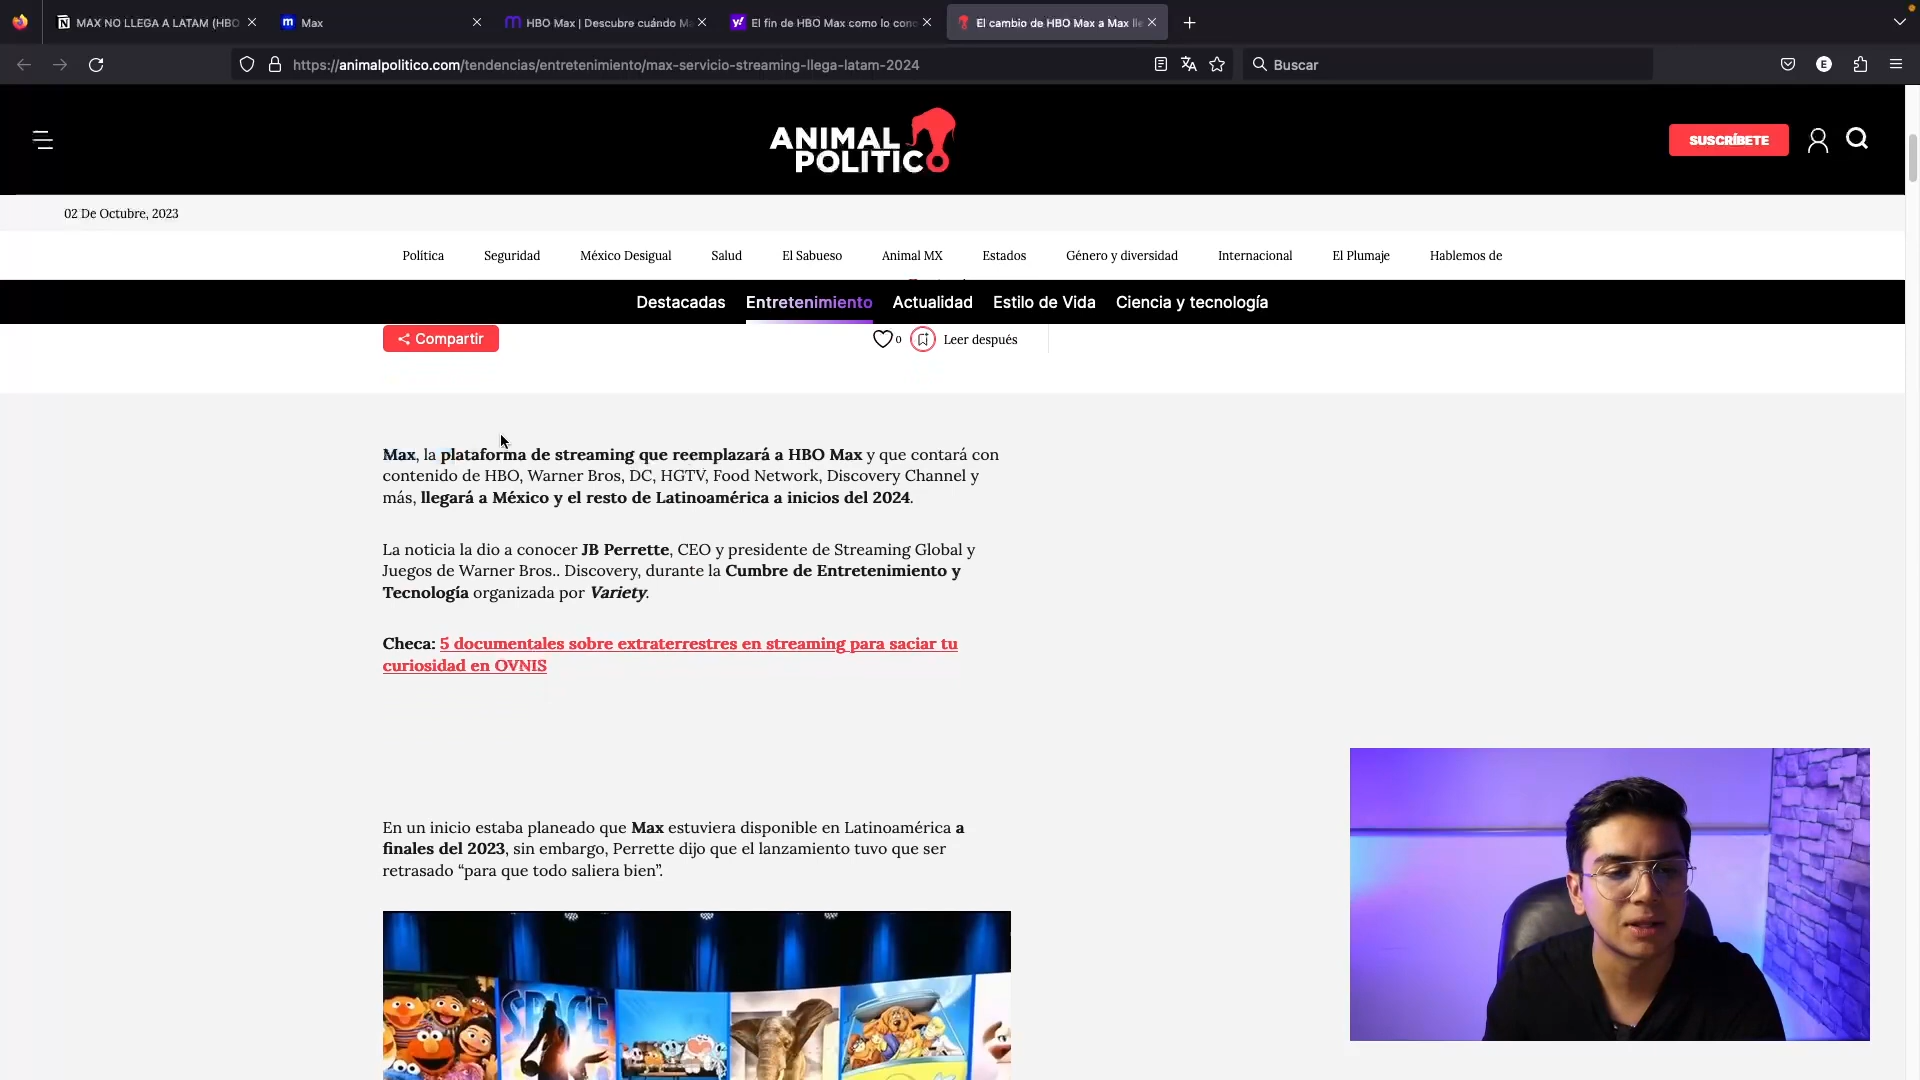 MAX NO LLEGA A LATAM (HBO
Max
HBO Max | Descubre cuándo Ma
El fin de HBO Max como lo cono
El cambio de HBO Max a Max lle
https://animalpolitico.com/tendencias/entretenimiento/max-servicio-streaming-llega-latam-2024
Buscar
E
ANIMAL
POLITICO
SUSCRÍBETE
02 De Octubre, 2023
Política
Seguridad
México Desigual
Salud
El Sabueso
Animal MX
Estados
Género y diversidad
Internacional
El Plumaje
Hablemos de
Destacadas
Entretenimiento
Actualidad
Estilo de Vida
Ciencia y tecnología
Compartir
0
Leer después
Max, la plataforma de streaming que reemplazará a HBO Max y que contará con
contenido de HBO, Warner Bros, DC, HGTV, Food Network, Discovery Channel y
más, llegará a México y el resto de Latinoamérica a inicios del 2024.
La noticia la dio a conocer JB Perrette, CEO y presidente de Streaming Global y
Juegos de Warner Bros.. Discovery, durante la Cumbre de Entretenimiento y
Tecnología organizada por Variety.
Checa: 5 documentales sobre extraterrestres en streaming para saciar tu
curiosidad en OVNIS
En un inicio estaba planeado que Max estuviera disponible en Latinoamérica a
finales del 2023, sin embargo, Perrette dijo que el lanzamiento tuvo que ser
retrasado “para que todo saliera bien”.
SPACE